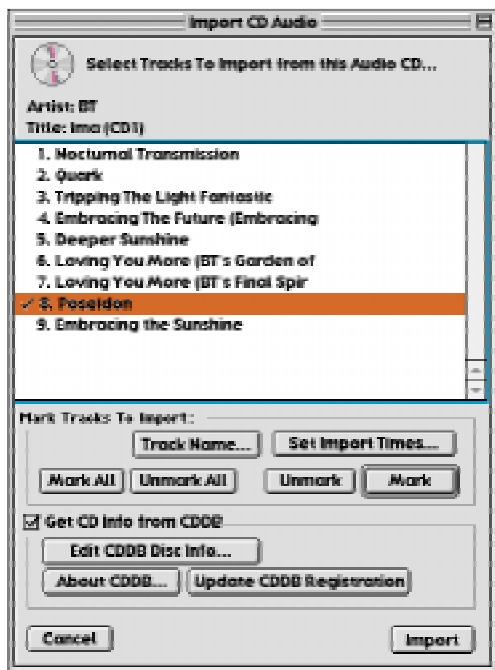 Import CD Audio
Select Tracks To Import from this Audio CD...
Artist: BT
Title: Ima (CD1)
1. Nocturnal Transmission
2. Quark
3. Tripping The Light Fantastic
4. Embracing The Future (Embracing
5. Deeper Sunshine
6. Loving You More (BT's Garden of
7. Loving You More (BT's Final Spir
✓ 8. Poseidon
9. Embracing the Sunshine
Mark Tracks To Import:
Track Name... Set Import Times...
Mark All Unmark All Unmark Mark
Get CD Info from CDDB
Edit CDDB Disc Info...
About CDDB... Update CDDB Registration
Cancel Import